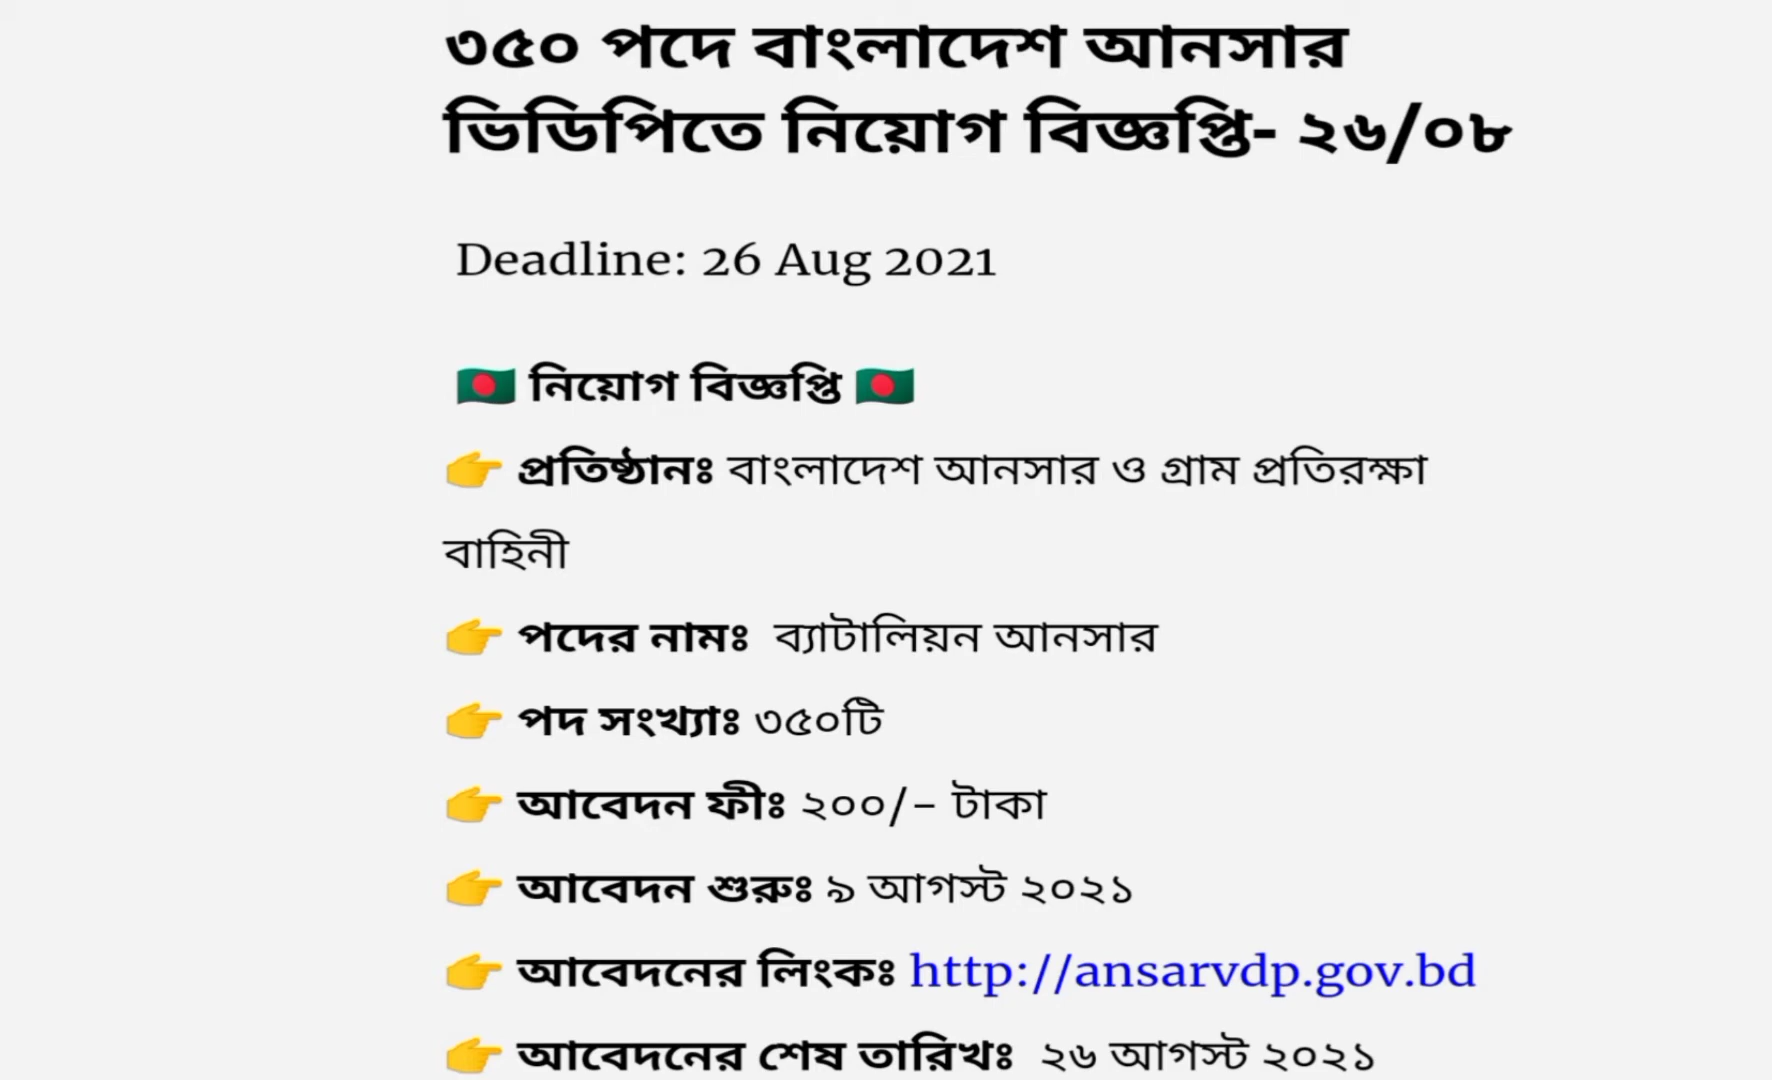 ৩৫০ পদে বাংলাদেশ আনসার
ভিডিপিতে নিয়োগ বিজ্ঞপ্তি- ২৬/০৮
Deadline: 26 Aug 2021
🇧🇩 নিয়োগ বিজ্ঞপ্তি 🇧🇩
👉 প্রতিষ্ঠানঃ বাংলাদেশ আনসার ও গ্রাম প্রতিরক্ষা
বাহিনী
👉 পদের নামঃ ব্যাটালিয়ন আনসার
👉 পদ সংখ্যাঃ ৩৫০টি
👉 আবেদন ফীঃ ২০০/– টাকা
👉 আবেদন শুরুঃ ৯ আগস্ট ২০২১
👉 আবেদনের লিংকঃ http://ansarvdp.gov.bd
👉 আবেদনের শেষ তারিখঃ ২৬ আগস্ট ২০২১